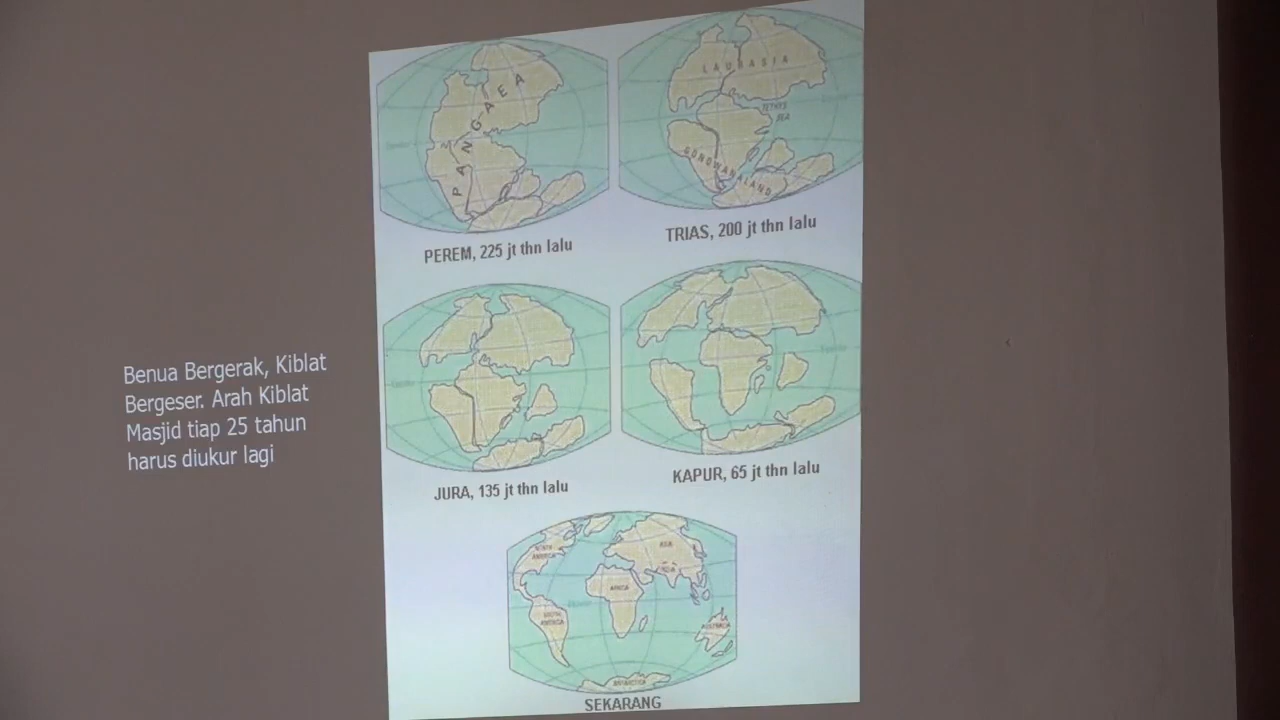 PANGAEA
LAURASIA
TETHYS
SEA
GONDWANALAND
PEREM, 225 jt thn lalu
TRIAS, 200 jt thn lalu
Benua Bergerak, Kiblat
Bergeser. Arah Kiblat
Masjid tiap 25 tahun
harus diukur lagi
JURA, 135 jt thn lalu
KAPUR, 65 jt thn lalu
NORTH
AMERICA
ASIA
INDIA
AFRICA
SOUTH
AMERICA
AUSTRALIA
ANTARCTICA
SEKARANG